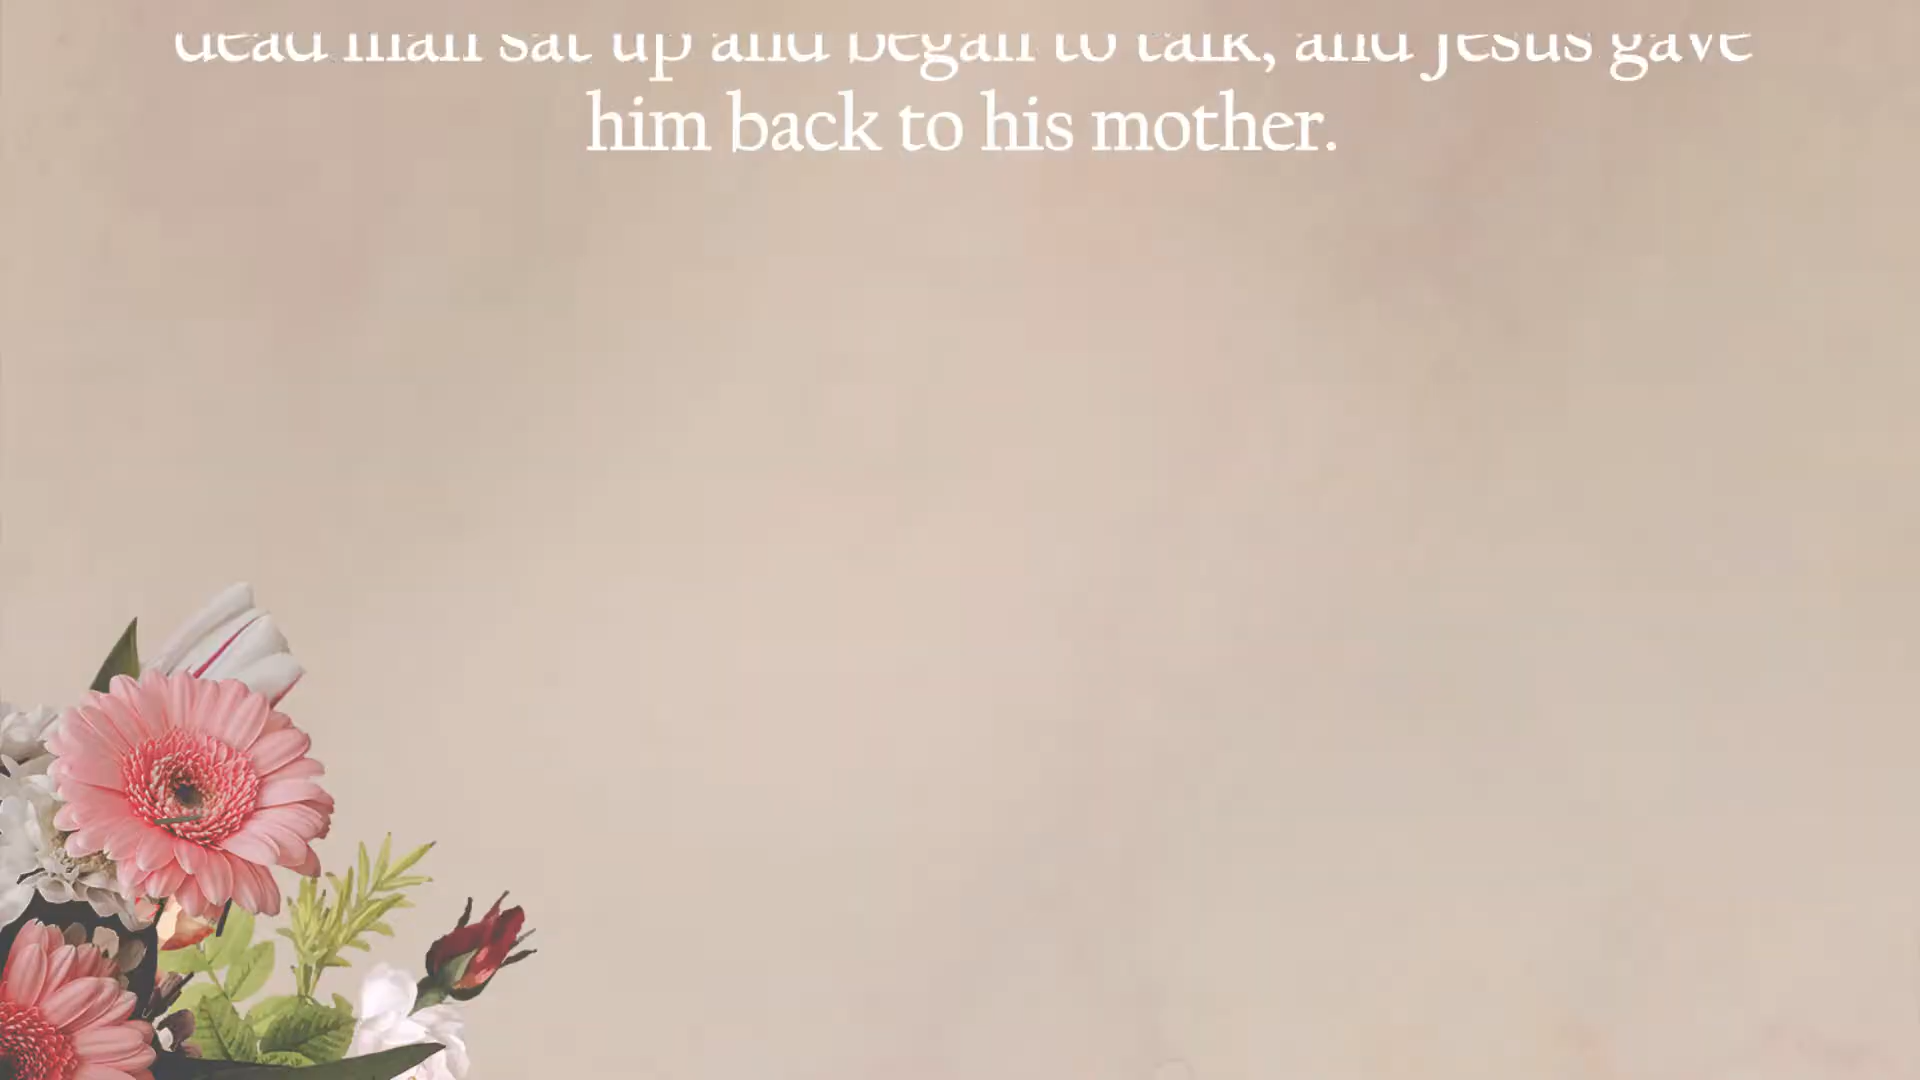 dead man sat up and began to talk, and Jesus gave
him back to his mother.